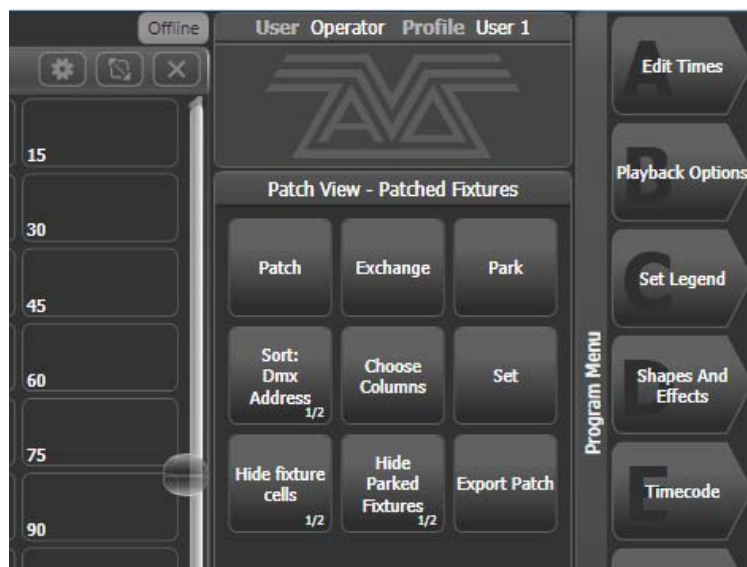 Offline
User Operator Profile User 1
AVO
Patch View - Patched Fixtures
15
30
45
60
75
90
Patch
Exchange
Park
Sort:
Dmx
Address
1/2
Choose
Columns
Set
Hide fixture
cells
1/2
Hide
Parked
Fixtures
1/2
Export Patch
Program Menu
A
Edit Times
B
Playback Options
C
Set Legend
D
Shapes And
Effects
E
Timecode